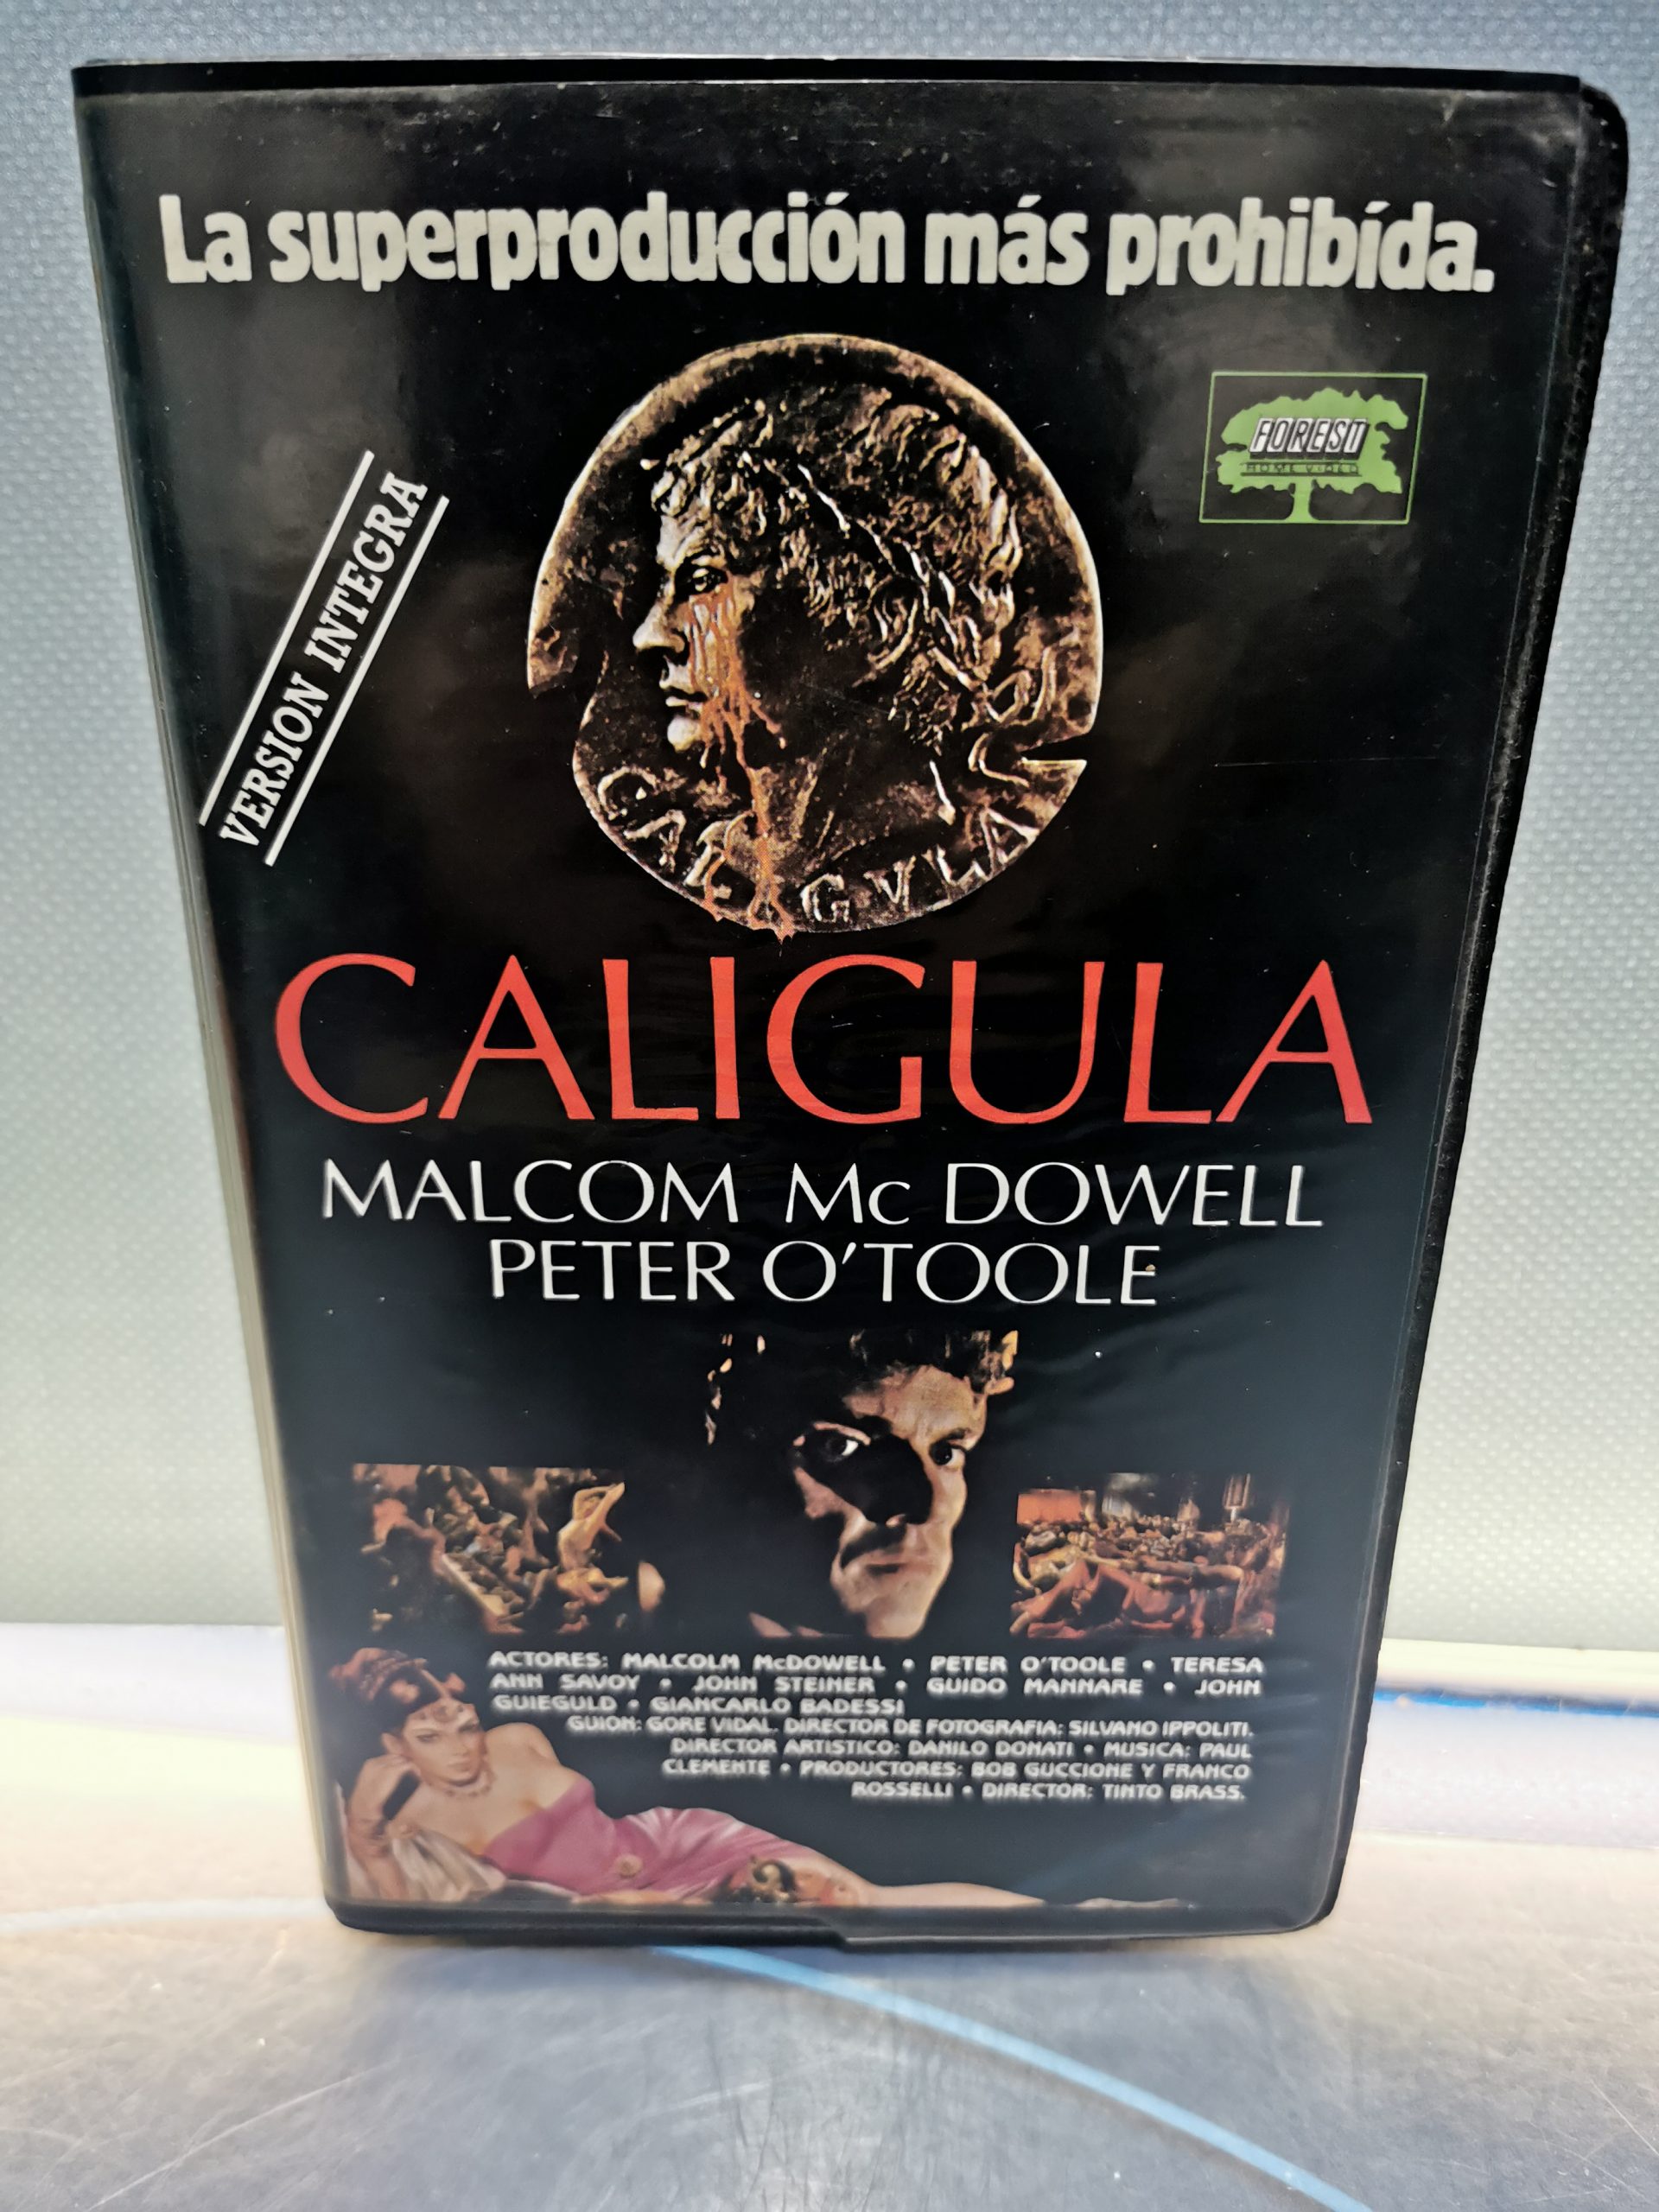 La superproducción más prohibída.
FOREST
HOME VIDEO
VERSION INTEGRA
CALIGVLA
CALIGULA
MALCOM Mc DOWELL
PETER O'TOOLE
ACTORES: MALCOLM McDOWELL • PETER O'TOOLE • TERESA
ANN SAVOY • JOHN STEINER • GUIDO MANNARE • JOHN
GUIEGULD • GIANCARLO BADESSI
GUION: GORE VIDAL. DIRECTOR DE FOTOGRAFIA: SILVANO IPPOLITI.
DIRECTOR ARTISTICO: DANILO DONATI • MUSICA: PAUL
CLEMENTE • PRODUCTORES: BOB GUCCIONE Y FRANCO
ROSSELLI • DIRECTOR: TINTO BRASS.